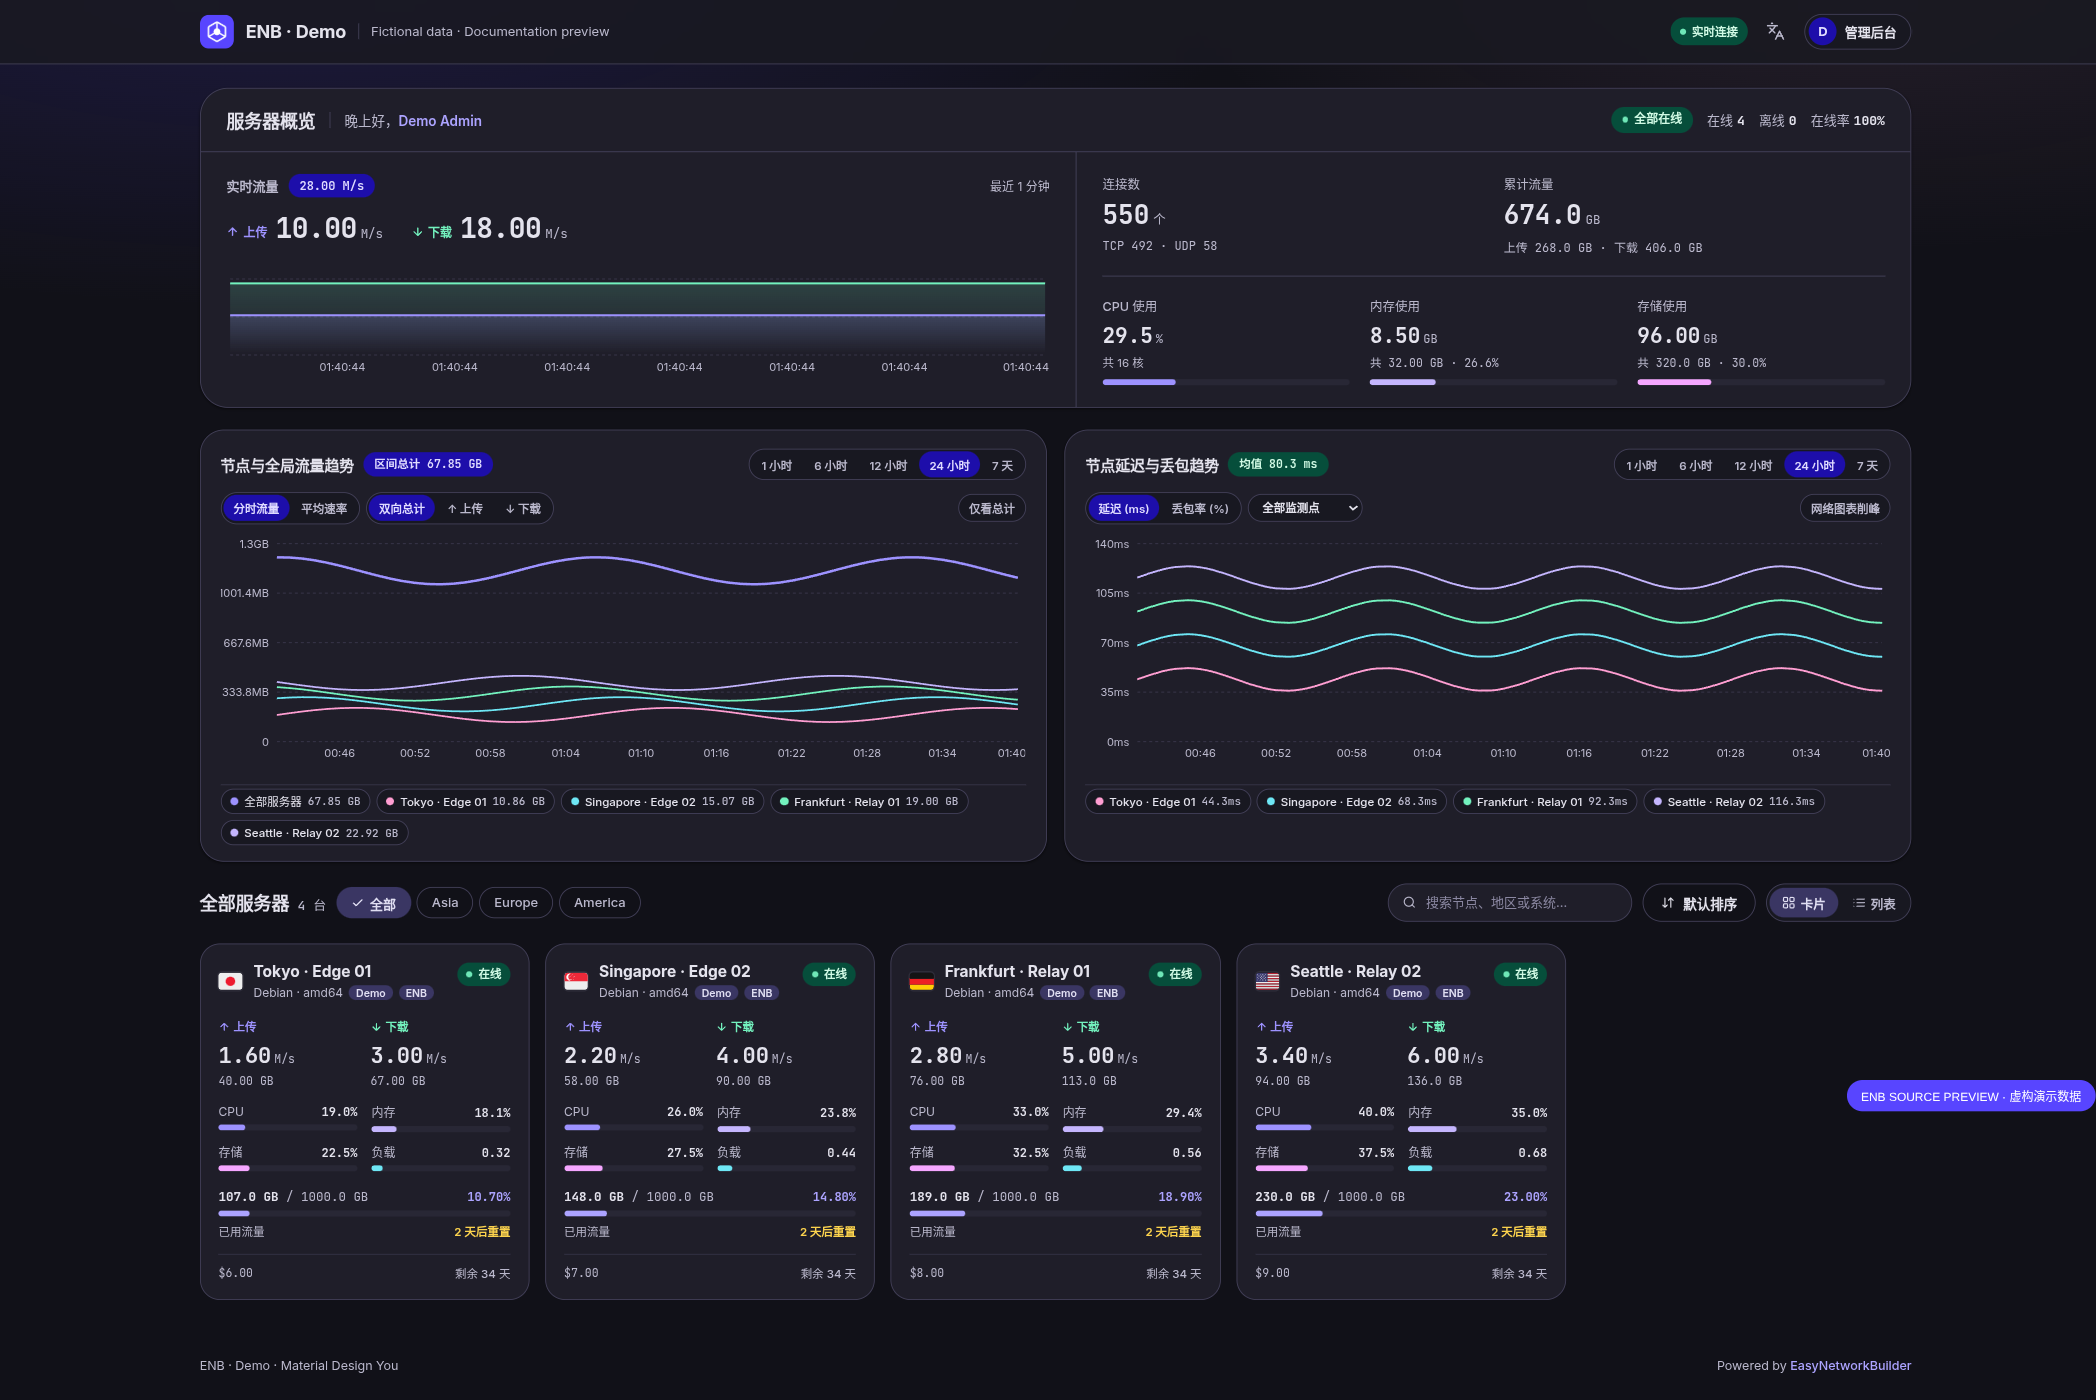 ENB · Demo
Fictional data · Documentation preview
实时连接
D 管理后台
服务器概览
晚上好，Demo Admin
全部在线
在线 4 离线 0 在线率 100%
实时流量 28.00 M/s
最近 1 分钟
↑ 上传 10.00 M/s ↓ 下载 18.00 M/s
01:40:44 01:40:44 01:40:44 01:40:44 01:40:44 01:40:44 01:40:44
连接数
550 个
TCP 492 · UDP 58
累计流量
674.0 GB
上传 268.0 GB · 下载 406.0 GB
CPU 使用
29.5 %
共 16 核
内存使用
8.50 GB
共 32.00 GB · 26.6%
存储使用
96.00 GB
共 320.0 GB · 30.0%
节点与全局流量趋势 区间总计 67.85 GB
1 小时 6 小时 12 小时 24 小时 7 天
分时流量 平均速率 双向总计 ↑ 上传 ↓ 下载
仅看总计
1.3GB
1001.4MB
667.6MB
333.8MB
0
00:46 00:52 00:58 01:04 01:10 01:16 01:22 01:28 01:34 01:40
全部服务器 67.85 GB
Tokyo · Edge 01 10.86 GB
Singapore · Edge 02 15.07 GB
Frankfurt · Relay 01 19.00 GB
Seattle · Relay 02 22.92 GB
节点延迟与丢包趋势 均值 80.3 ms
1 小时 6 小时 12 小时 24 小时 7 天
延迟 (ms) 丢包率 (%) 全部监测点
网络图表削峰
140ms
105ms
70ms
35ms
0ms
00:46 00:52 00:58 01:04 01:10 01:16 01:22 01:28 01:34 01:40
Tokyo · Edge 01 44.3ms
Singapore · Edge 02 68.3ms
Frankfurt · Relay 01 92.3ms
Seattle · Relay 02 116.3ms
全部服务器 4 台
全部 Asia Europe America
搜索节点、地区或系统...
默认排序
卡片 列表
Tokyo · Edge 01
在线
Debian · amd64 Demo ENB
↑ 上传 ↓ 下载
1.60 M/s 3.00 M/s
40.00 GB 67.00 GB
CPU 19.0% 内存 18.1%
存储 22.5% 负载 0.32
107.0 GB / 1000.0 GB 10.70%
已用流量 2 天后重置
$6.00 剩余 34 天
Singapore · Edge 02
在线
Debian · amd64 Demo ENB
↑ 上传 ↓ 下载
2.20 M/s 4.00 M/s
58.00 GB 90.00 GB
CPU 26.0% 内存 23.8%
存储 27.5% 负载 0.44
148.0 GB / 1000.0 GB 14.80%
已用流量 2 天后重置
$7.00 剩余 34 天
Frankfurt · Relay 01
在线
Debian · amd64 Demo ENB
↑ 上传 ↓ 下载
2.80 M/s 5.00 M/s
76.00 GB 113.0 GB
CPU 33.0% 内存 29.4%
存储 32.5% 负载 0.56
189.0 GB / 1000.0 GB 18.90%
已用流量 2 天后重置
$8.00 剩余 34 天
Seattle · Relay 02
在线
Debian · amd64 Demo ENB
↑ 上传 ↓ 下载
3.40 M/s 6.00 M/s
94.00 GB 136.0 GB
CPU 40.0% 内存 35.0%
存储 37.5% 负载 0.68
230.0 GB / 1000.0 GB 23.00%
已用流量 2 天后重置
$9.00 剩余 34 天
ENB SOURCE PREVIEW · 虚构演示数据
ENB · Demo · Material Design You
Powered by EasyNetworkBuilder